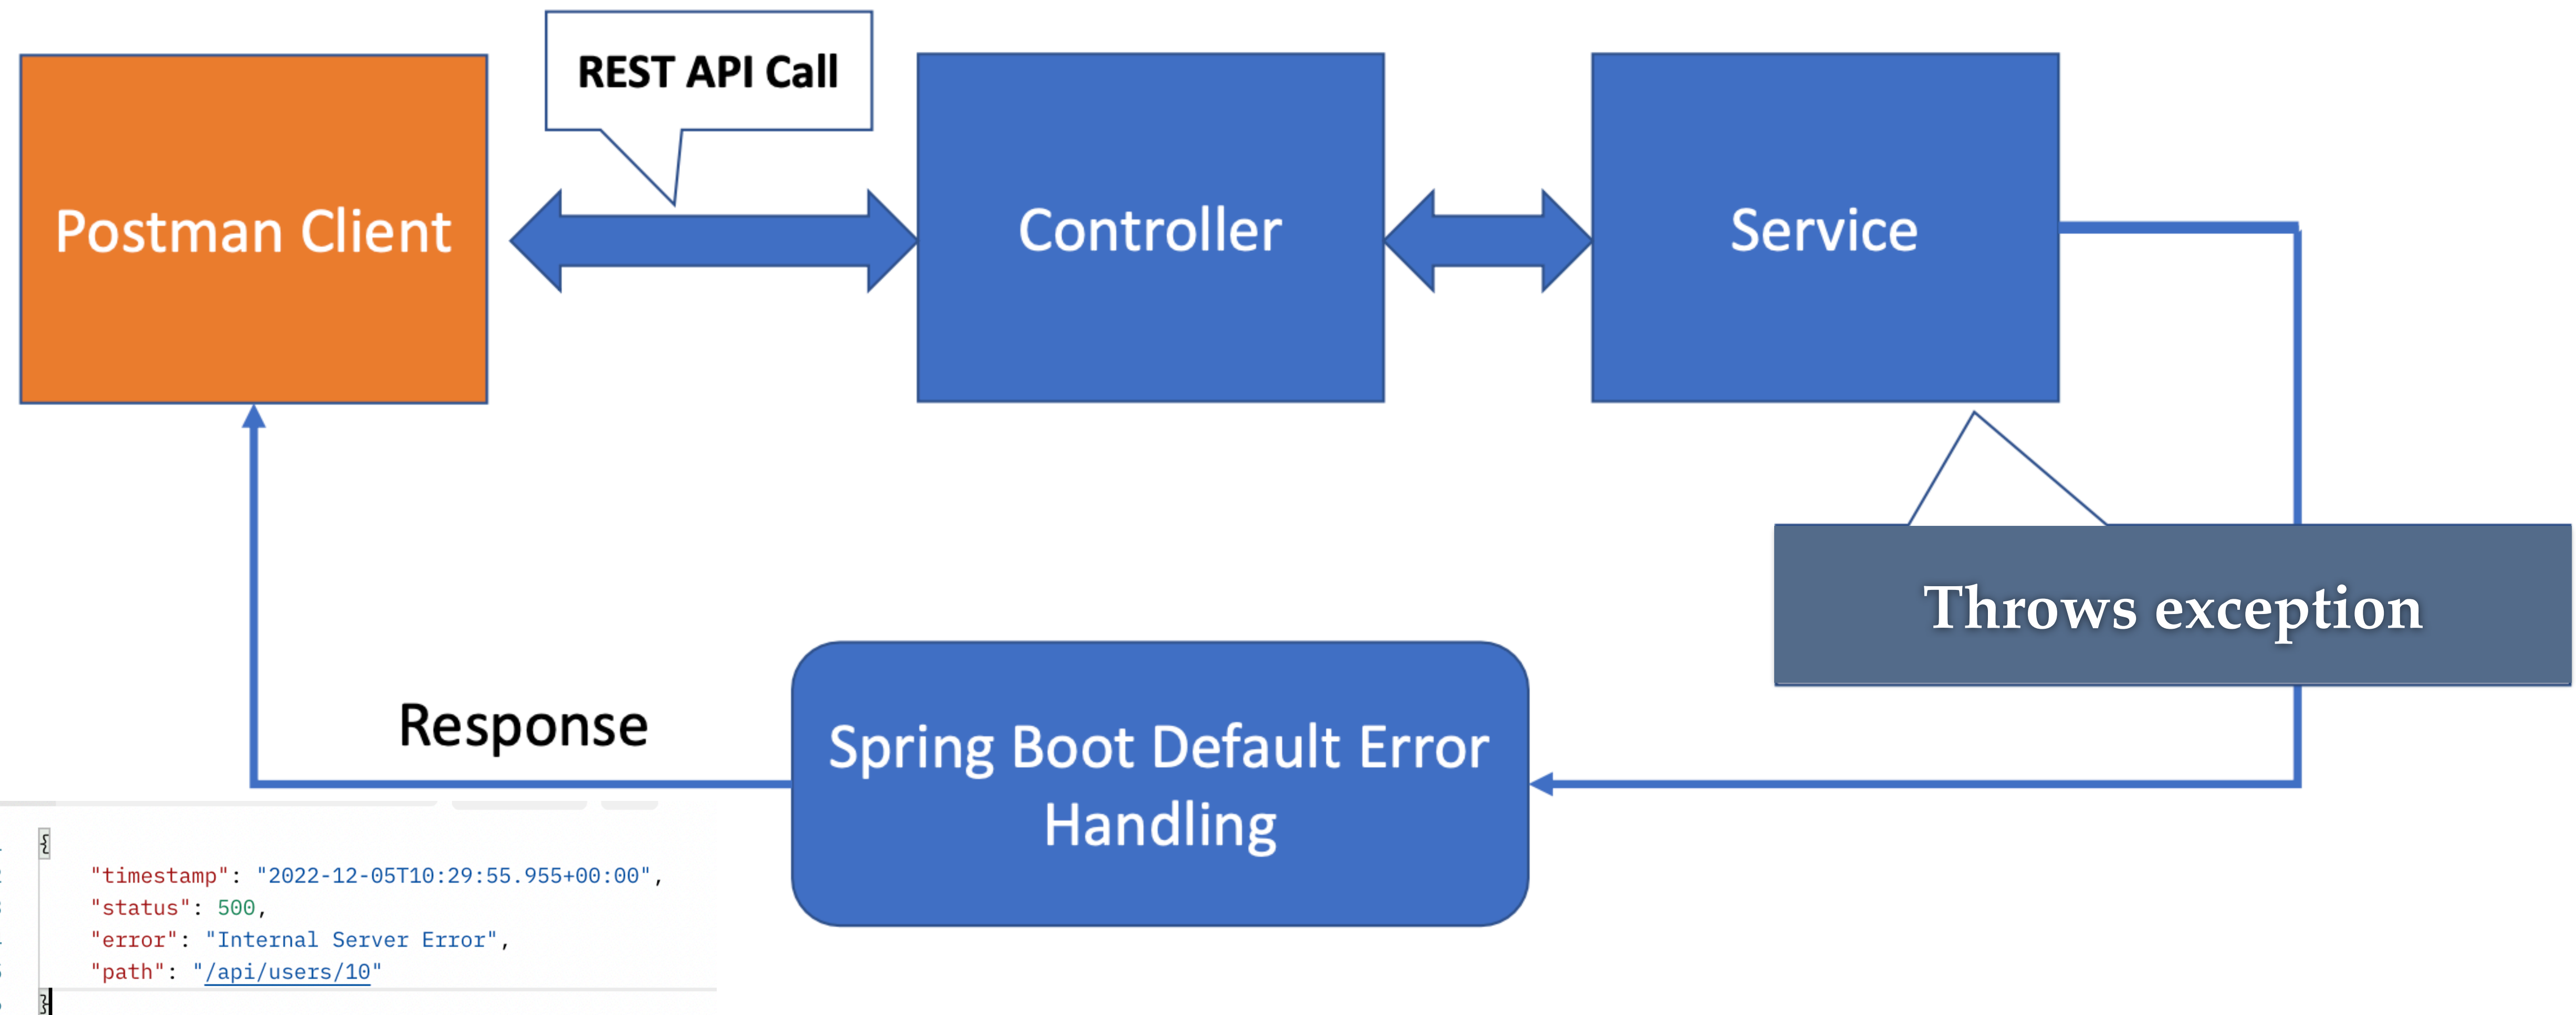 REST API Call
Postman Client
Controller
Service
Throws exception
Response
Spring Boot Default Error
Handling
{
"timestamp": "2022-12-05T10:29:55.955+00:00",
"status": 500,
"error": "Internal Server Error",
"path": "/api/users/10"
}